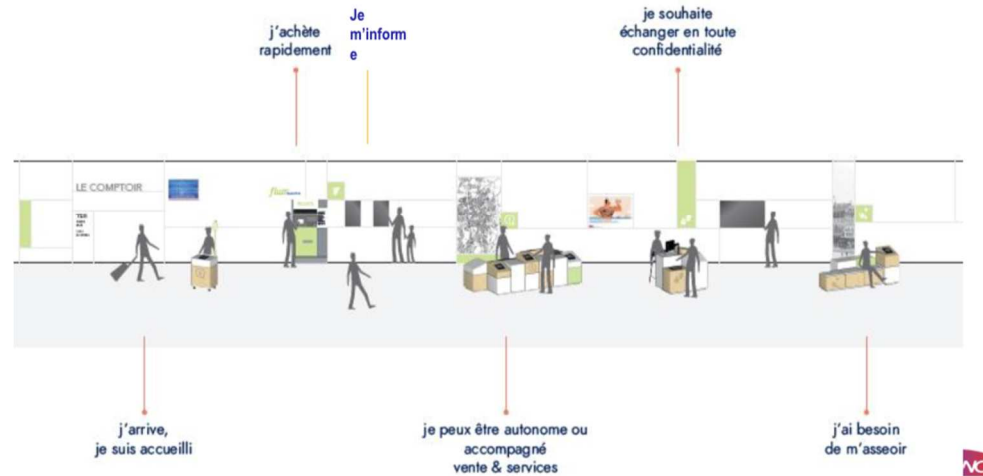 j'achète
rapidement
Je
m'inform
e
je souhaite
échanger en toute
confidentialité
LE COMPTOIR
TER
j'arrive,
je suis accueilli
je peux être autonome ou
accompagné
vente & services
j'ai besoin
de m'asseoir